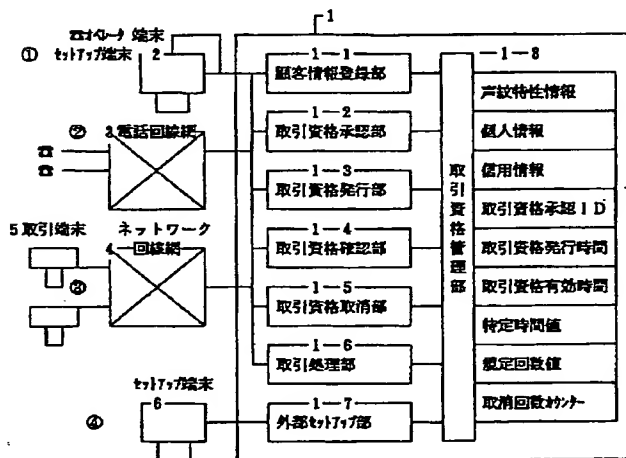 1
☎オペレータ 端末
① セットアップ端末 2
1-1
顧客情報登録部
1-8
声紋特性情報
② 3 電話回線網
☎
☎
1-2
取引資格承認部
個人情報
1-3
取引資格発行部
信用情報
取引資格管理部
5 取引端末
ネットワーク
4 回線網
③
1-4
取引資格確認部
取引資格承認ID
取引資格発行時間
1-5
取引資格取消部
取引資格有効時間
特定時間値
1-6
取引処理部
規定回数値
セットアップ端末
6
④
1-7
外部セットアップ部
取消回数カウンター